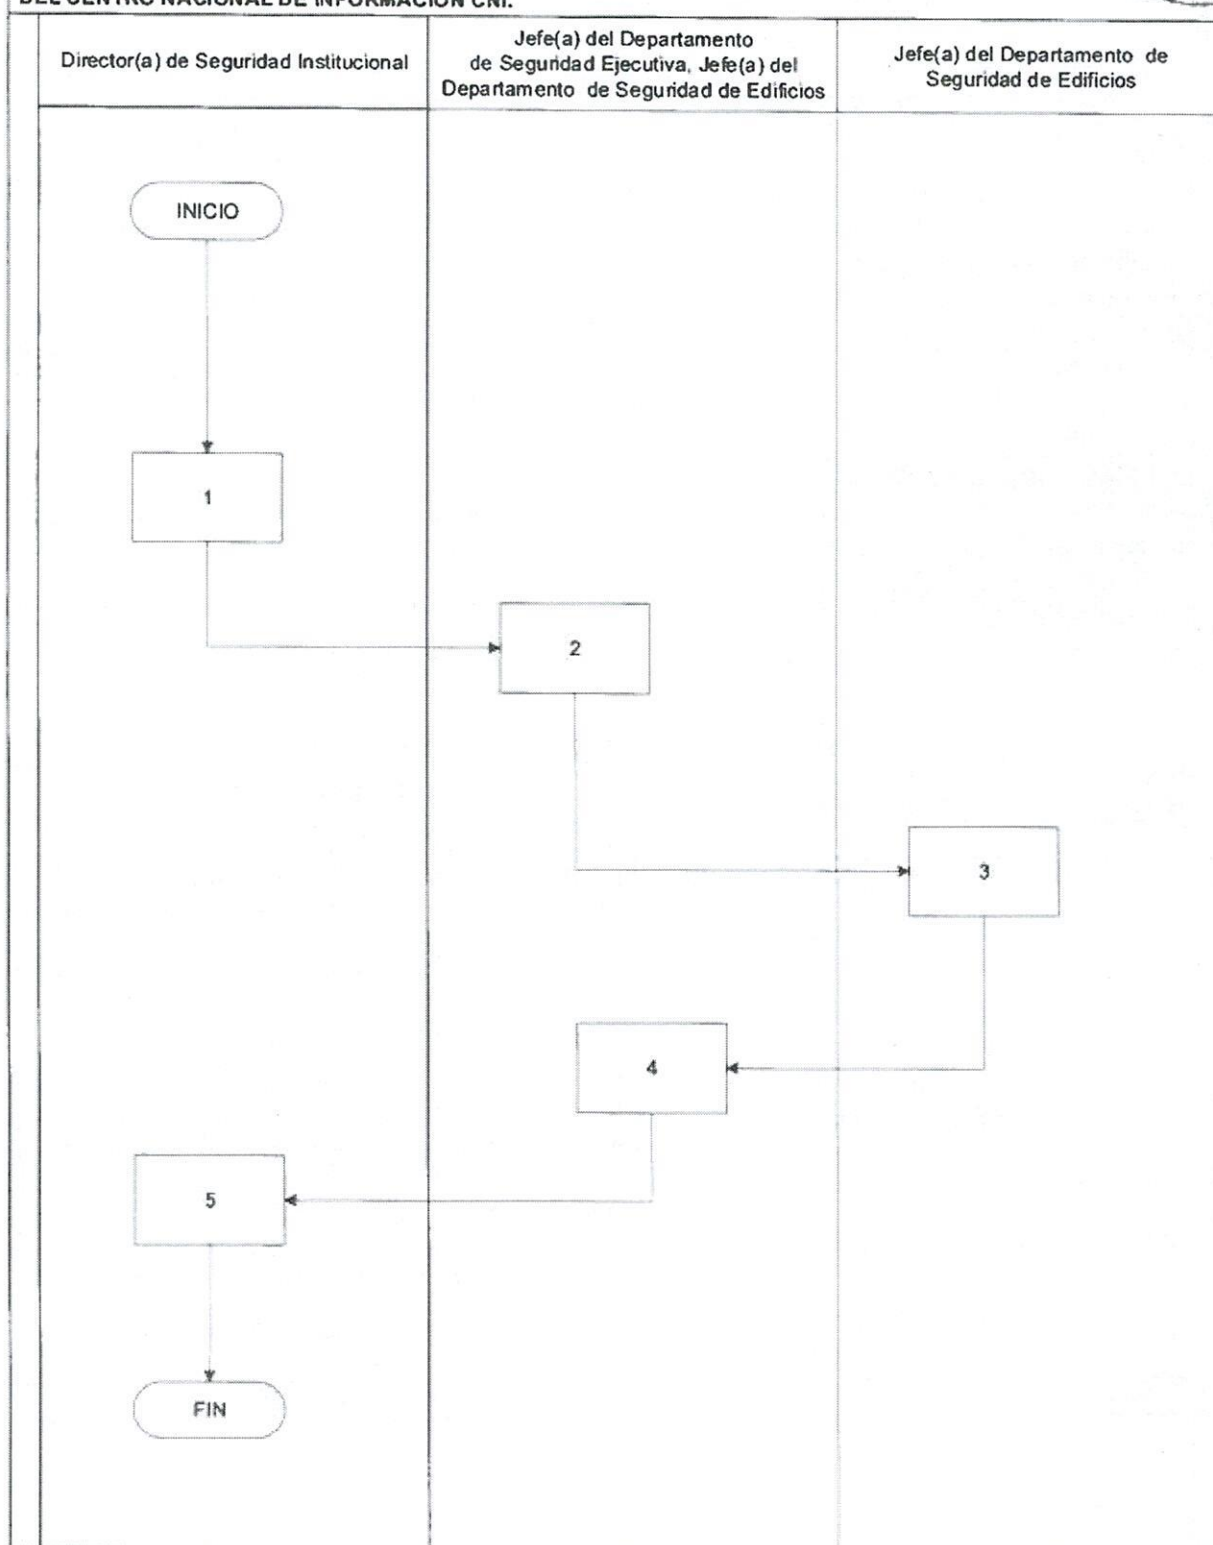 DEL CENTRO NACIONAL DE INFORMACIÓN CNI.
Director(a) de Seguridad Institucional
Jefe(a) del Departamento
de Seguridad Ejecutiva, Jefe(a) del
Departamento de Seguridad de Edificios
Jefe(a) del Departamento de
Seguridad de Edificios
INICIO
1
2
3
4
5
FIN